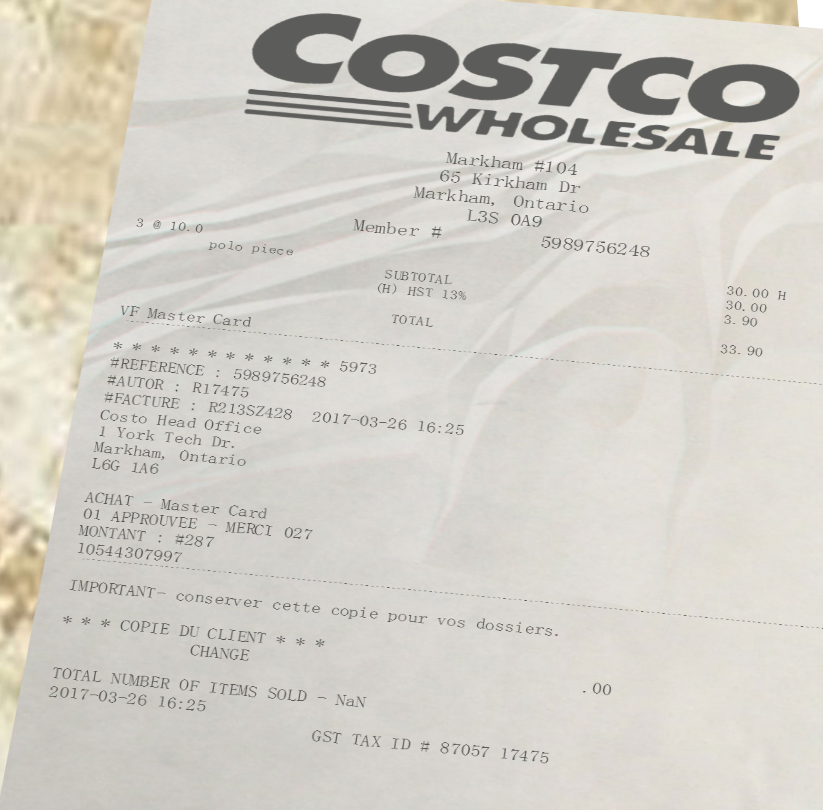 COSTCO
WHOLESALE
Markham #104
65 Kirkham Dr
Markham, Ontario
L3S 0A9
Member # 5989756248
3 @ 10.0
polo piece 30.00 H
SUBTOTAL 30.00
(H) HST 13% 3.90
TOTAL 33.90
VF Master Card
* * * * * * * * * * * * 5973
#REFERENCE : 5989756248
#AUTOR : R17475
#FACTURE : R213SZ428 2017-03-26 16:25
Costo Head Office
1 York Tech Dr.
Markham, Ontario
L6G 1A6
ACHAT - Master Card
01 APPROUVEE - MERCI 027
MONTANT : #287
10544307997
IMPORTANT- conserver cette copie pour vos dossiers.
* * * COPIE DU CLIENT * * *
CHANGE .00
TOTAL NUMBER OF ITEMS SOLD - NaN
2017-03-26 16:25
GST TAX ID # 87057 17475